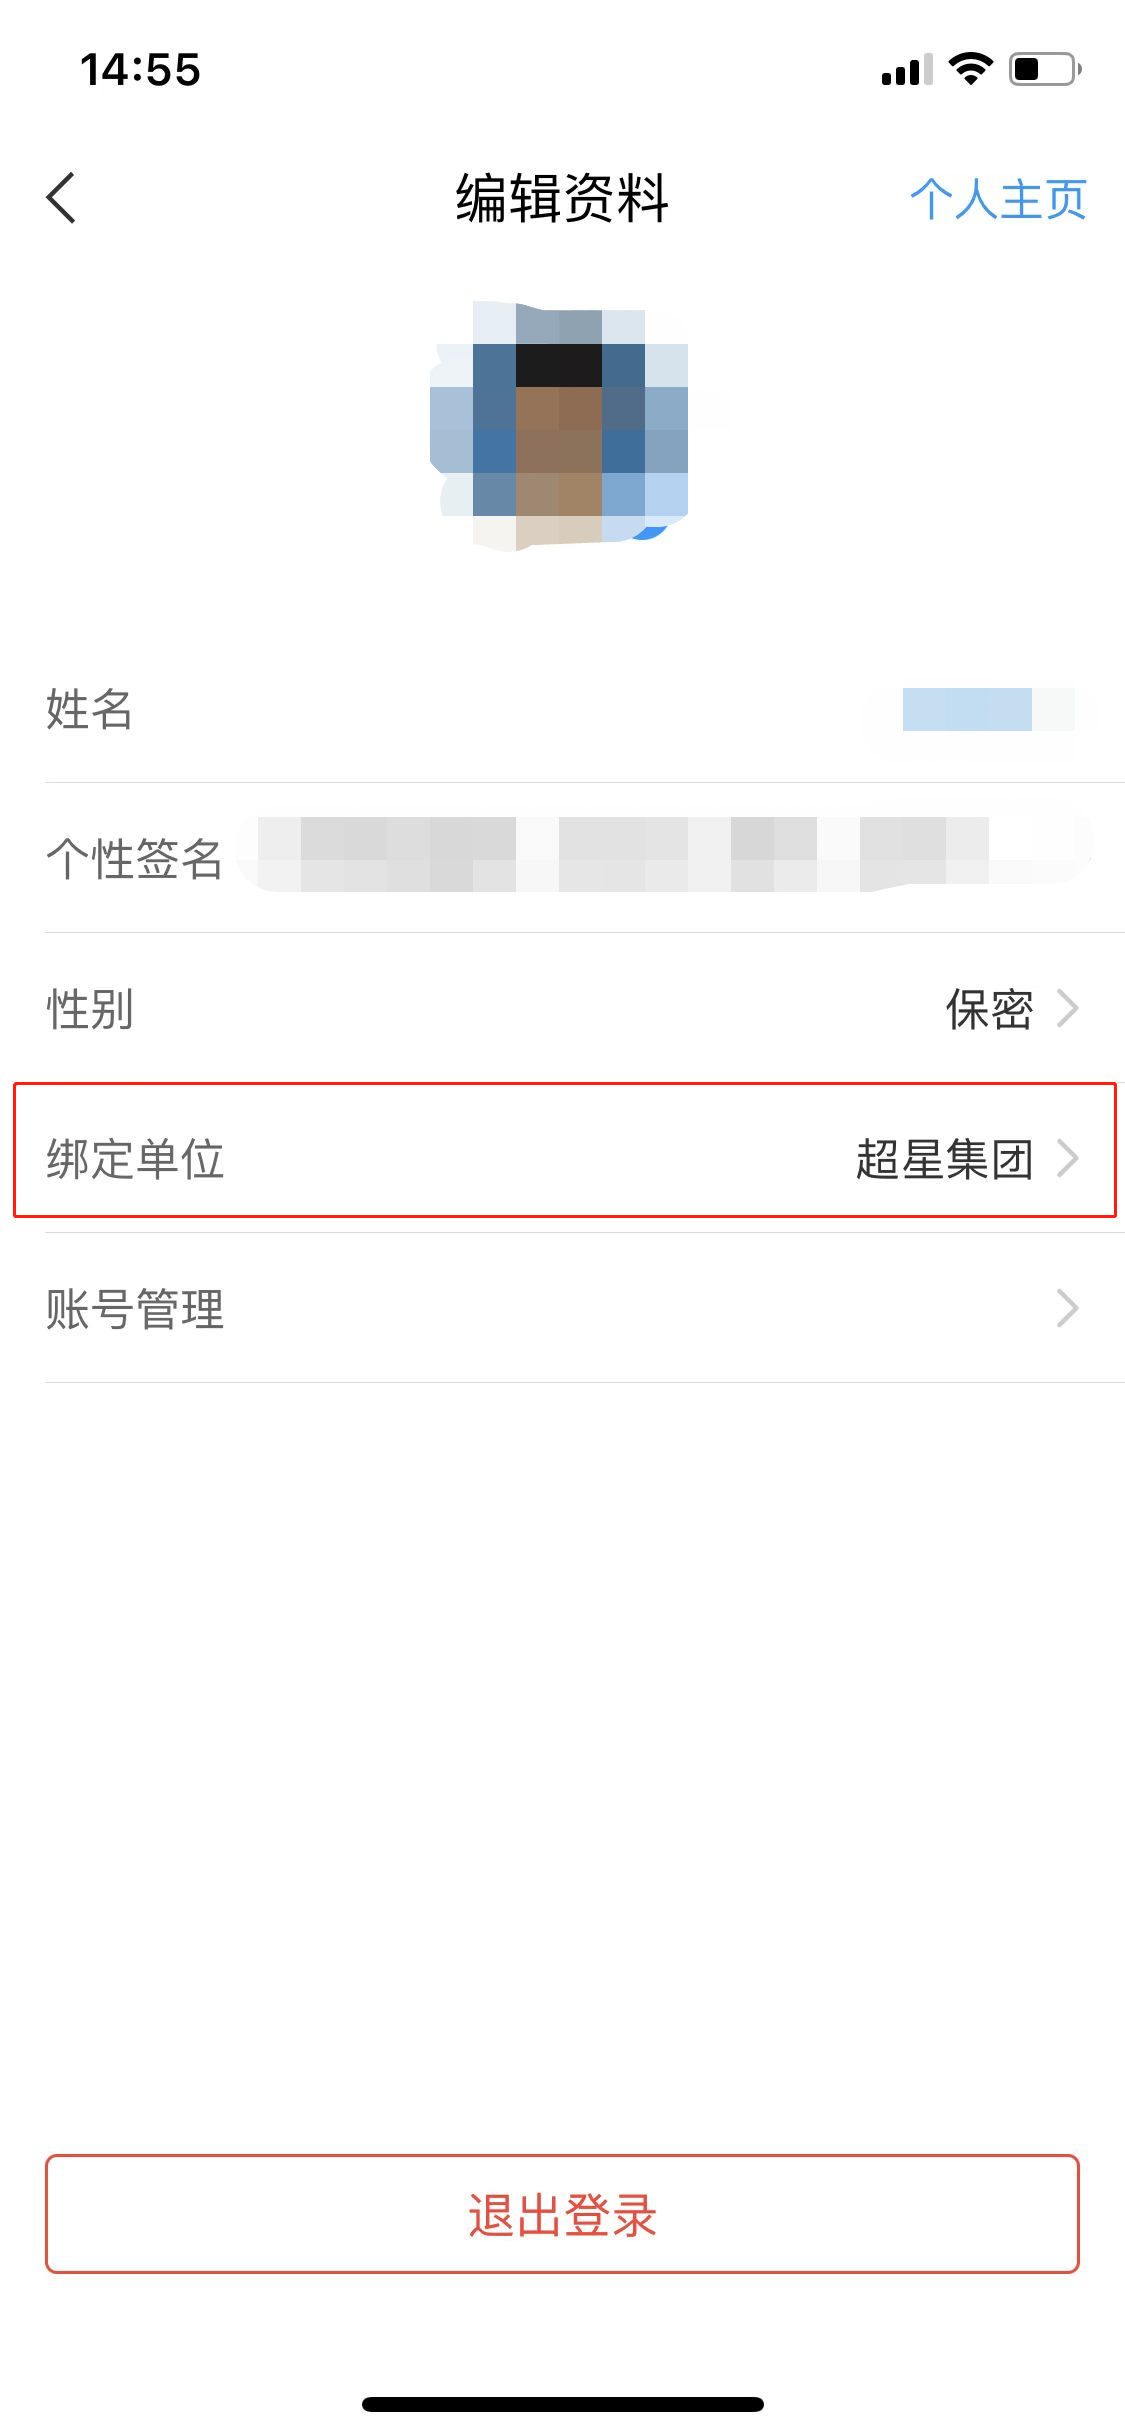 14:55
编辑资料
个人主页
姓名
个性签名
性别 保密
绑定单位 超星集团
账号管理
退出登录